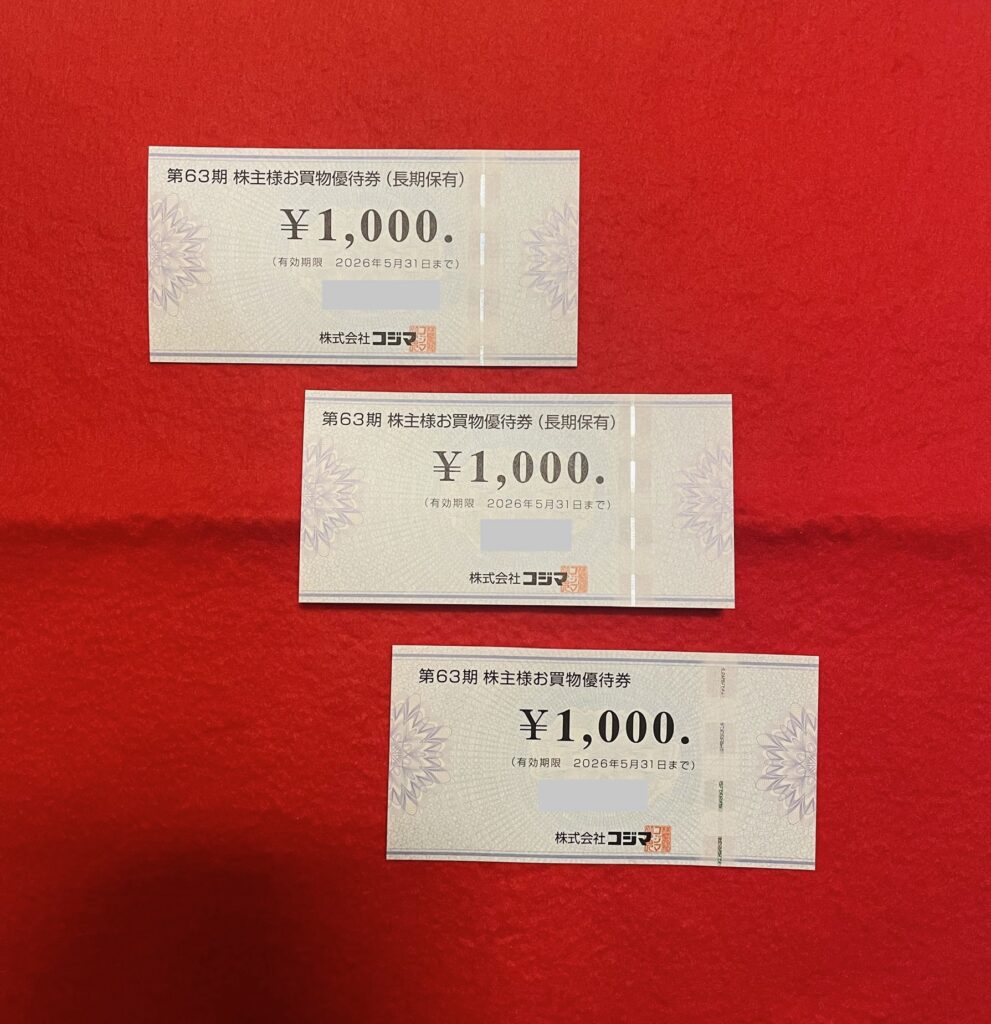 第63期 株主様お買物優待券（長期保有）
￥1,000.
（有効期限　2026年5月31日まで）
株式会社コジマ
第63期 株主様お買物優待券（長期保有）
￥1,000.
（有効期限　2026年5月31日まで）
株式会社コジマ
第63期 株主様お買物優待券
￥1,000.
（有効期限　2026年5月31日まで）
株式会社コジマ